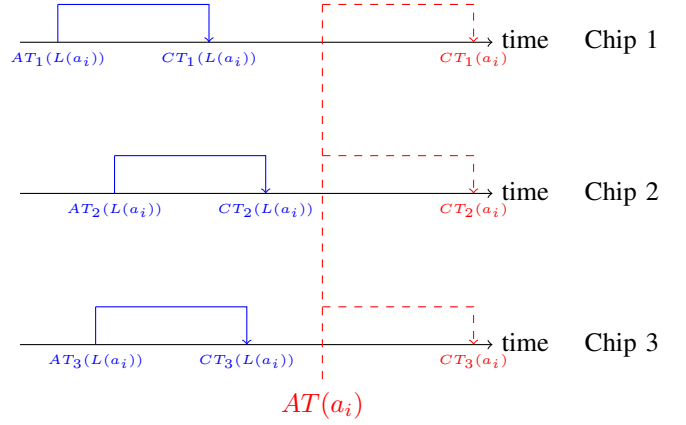 time Chip 1
AT₁(L(aᵢ)) CT₁(L(aᵢ)) CT₁(aᵢ)
time Chip 2
AT₂(L(aᵢ)) CT₂(L(aᵢ)) CT₂(aᵢ)
time Chip 3
AT₃(L(aᵢ)) CT₃(L(aᵢ)) CT₃(aᵢ)
AT(aᵢ)